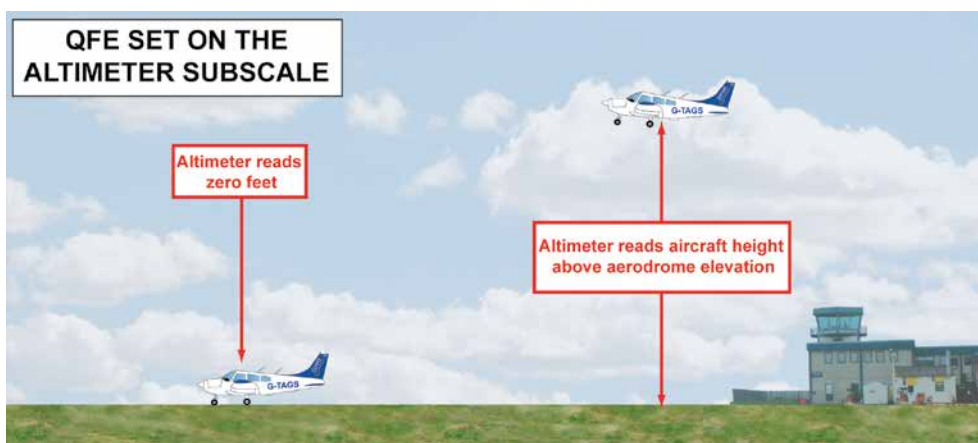 QFE SET ON THE
ALTIMETER SUBSCALE
G-TAGS
Altimeter reads
zero feet
Altimeter reads aircraft height
above aerodrome elevation
G-TAGS